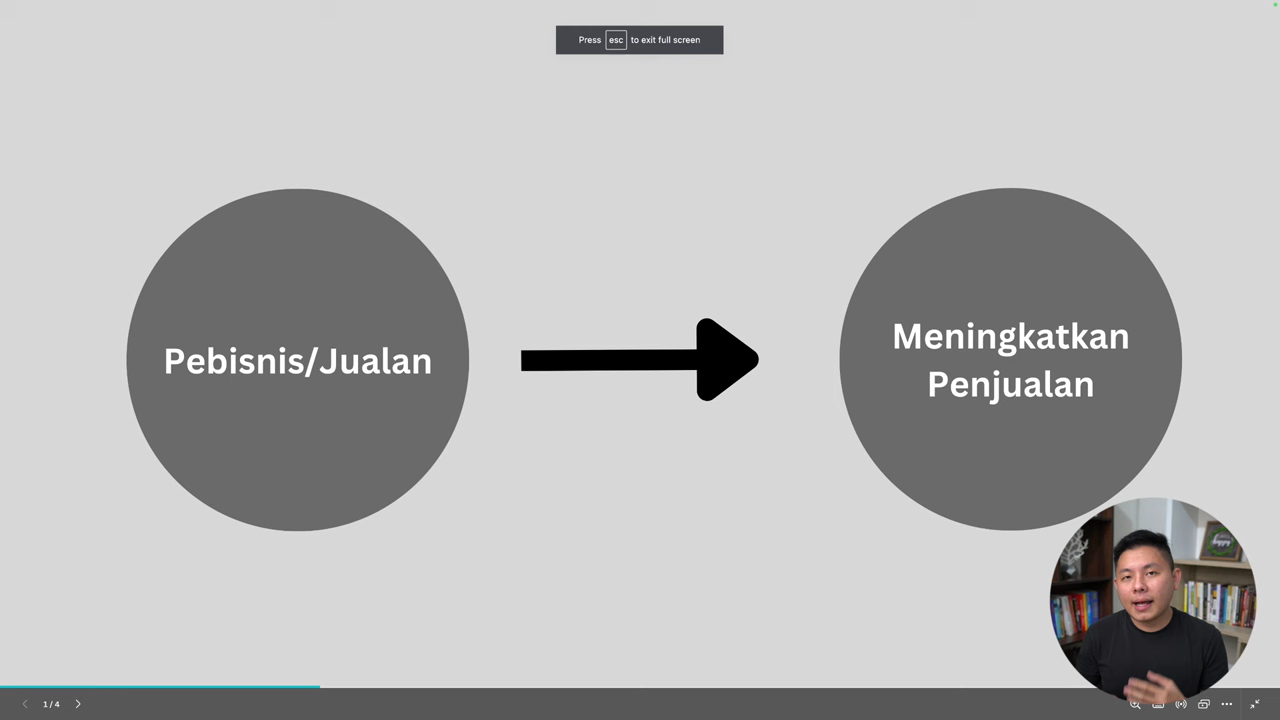 Press esc to exit full screen
Pebisnis/Jualan
Meningkatkan
Penjualan
1 / 4